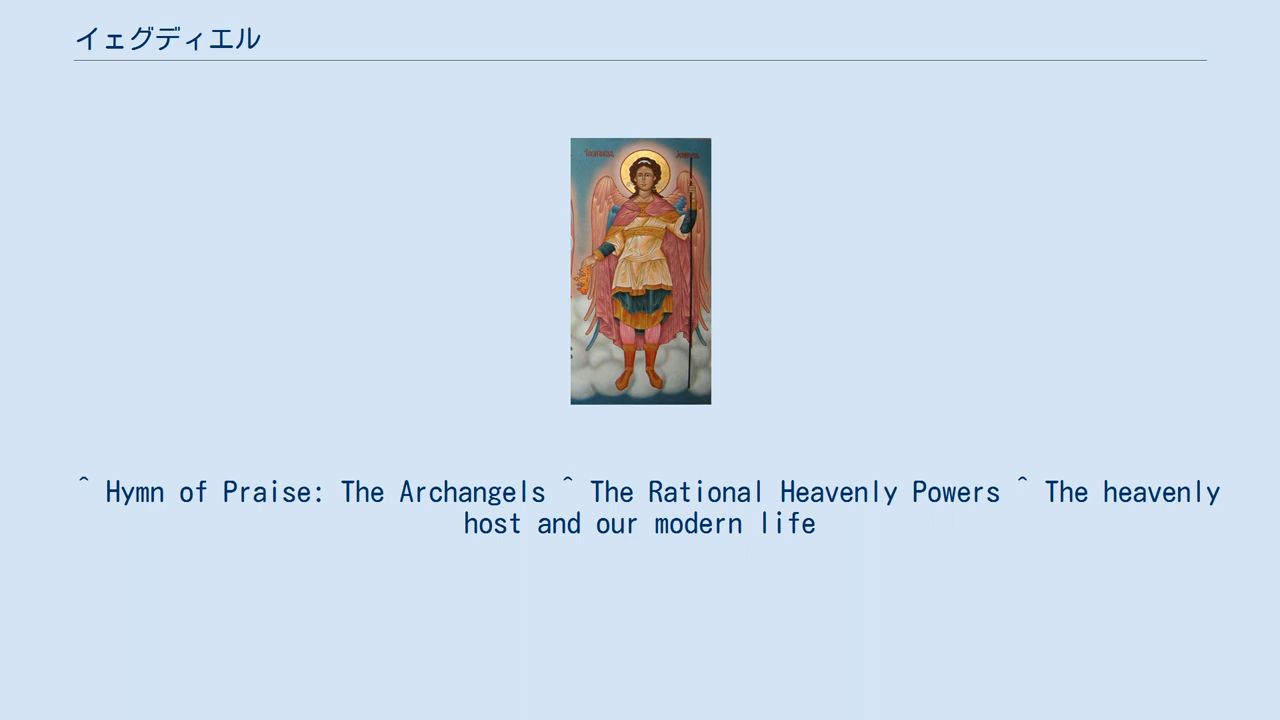 イェグディエル
^ Hymn of Praise: The Archangels ^ The Rational Heavenly Powers ^ The heavenly
host and our modern life